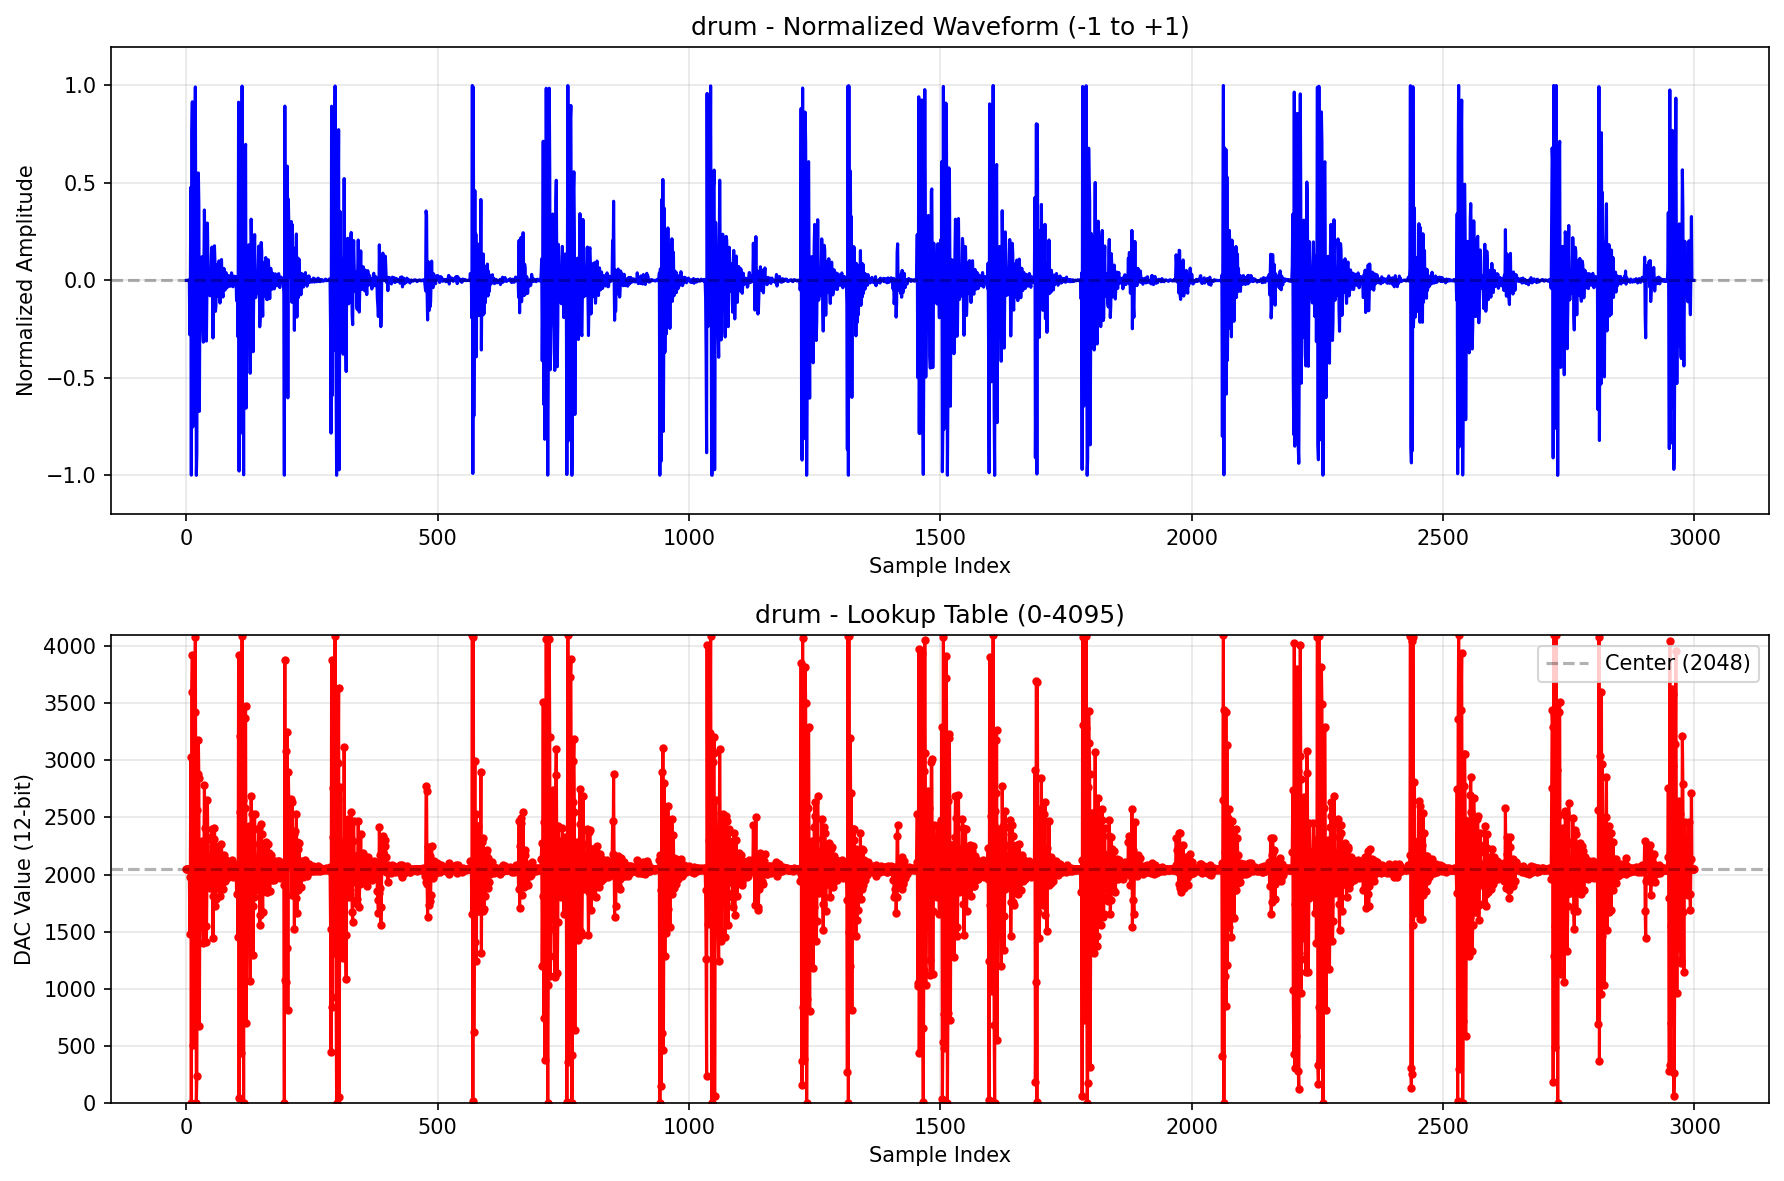 drum - Normalized Waveform (-1 to +1)
Normalized Amplitude
1.0
0.5
0.0
−0.5
−1.0
0 500 1000 1500 2000 2500 3000
Sample Index
drum - Lookup Table (0-4095)
DAC Value (12-bit)
4000
3500
3000
2500
2000
1500
1000
500
0
Center (2048)
0 500 1000 1500 2000 2500 3000
Sample Index